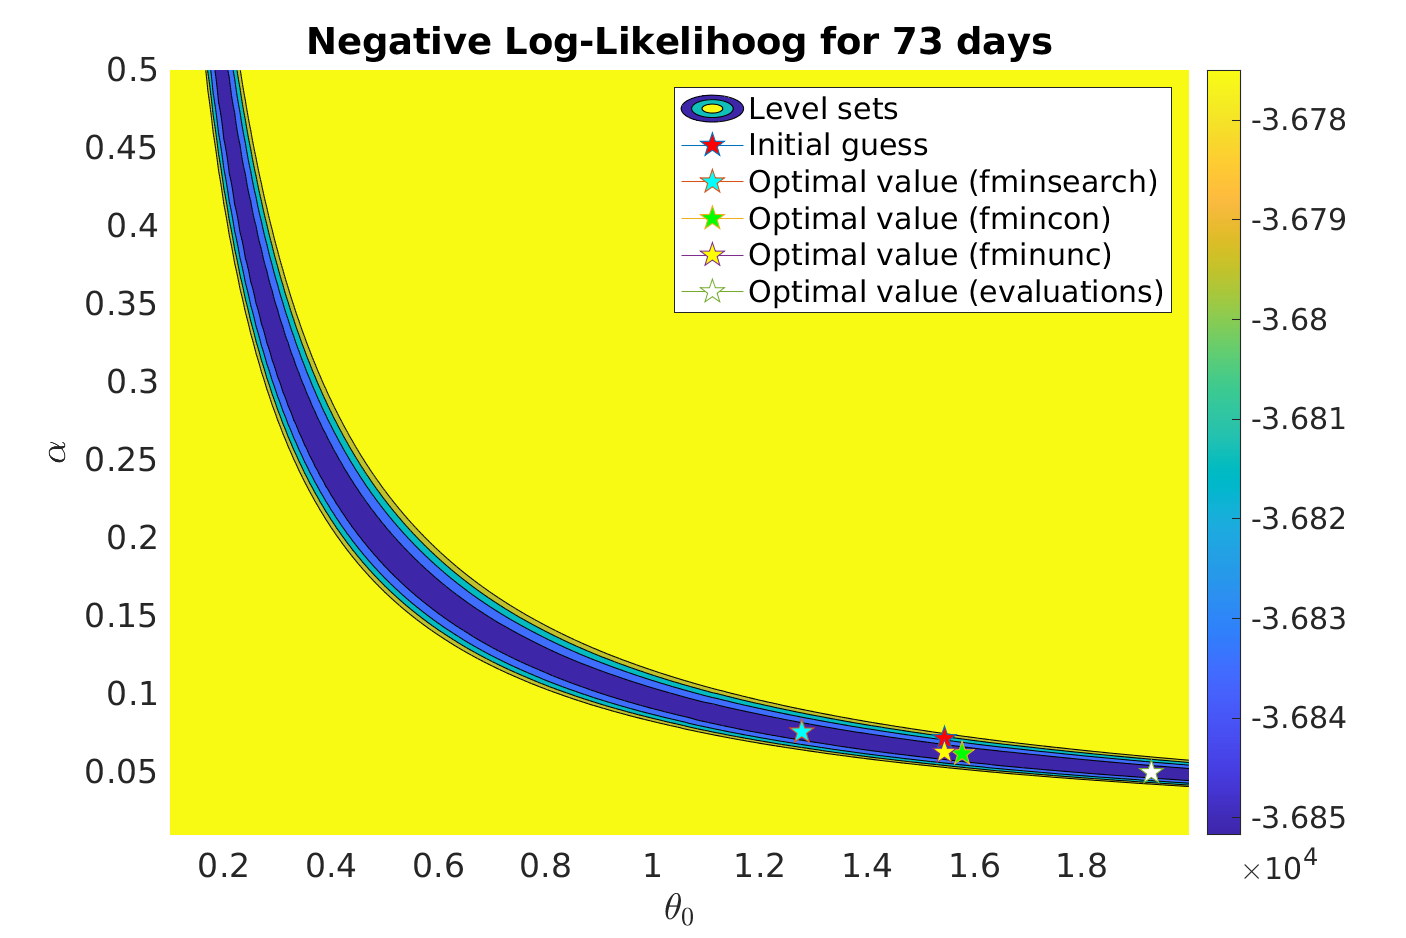 Negative Log-Likelihoog for 73 days
0.5
0.45
0.4
0.35
0.3
0.25
0.2
0.15
0.1
0.05
α
Level sets
Initial guess
Optimal value (fminsearch)
Optimal value (fmincon)
Optimal value (fminunc)
Optimal value (evaluations)
-3.678
-3.679
-3.68
-3.681
-3.682
-3.683
-3.684
-3.685
×10⁴
0.2 0.4 0.6 0.8 1 1.2 1.4 1.6 1.8
θ₀